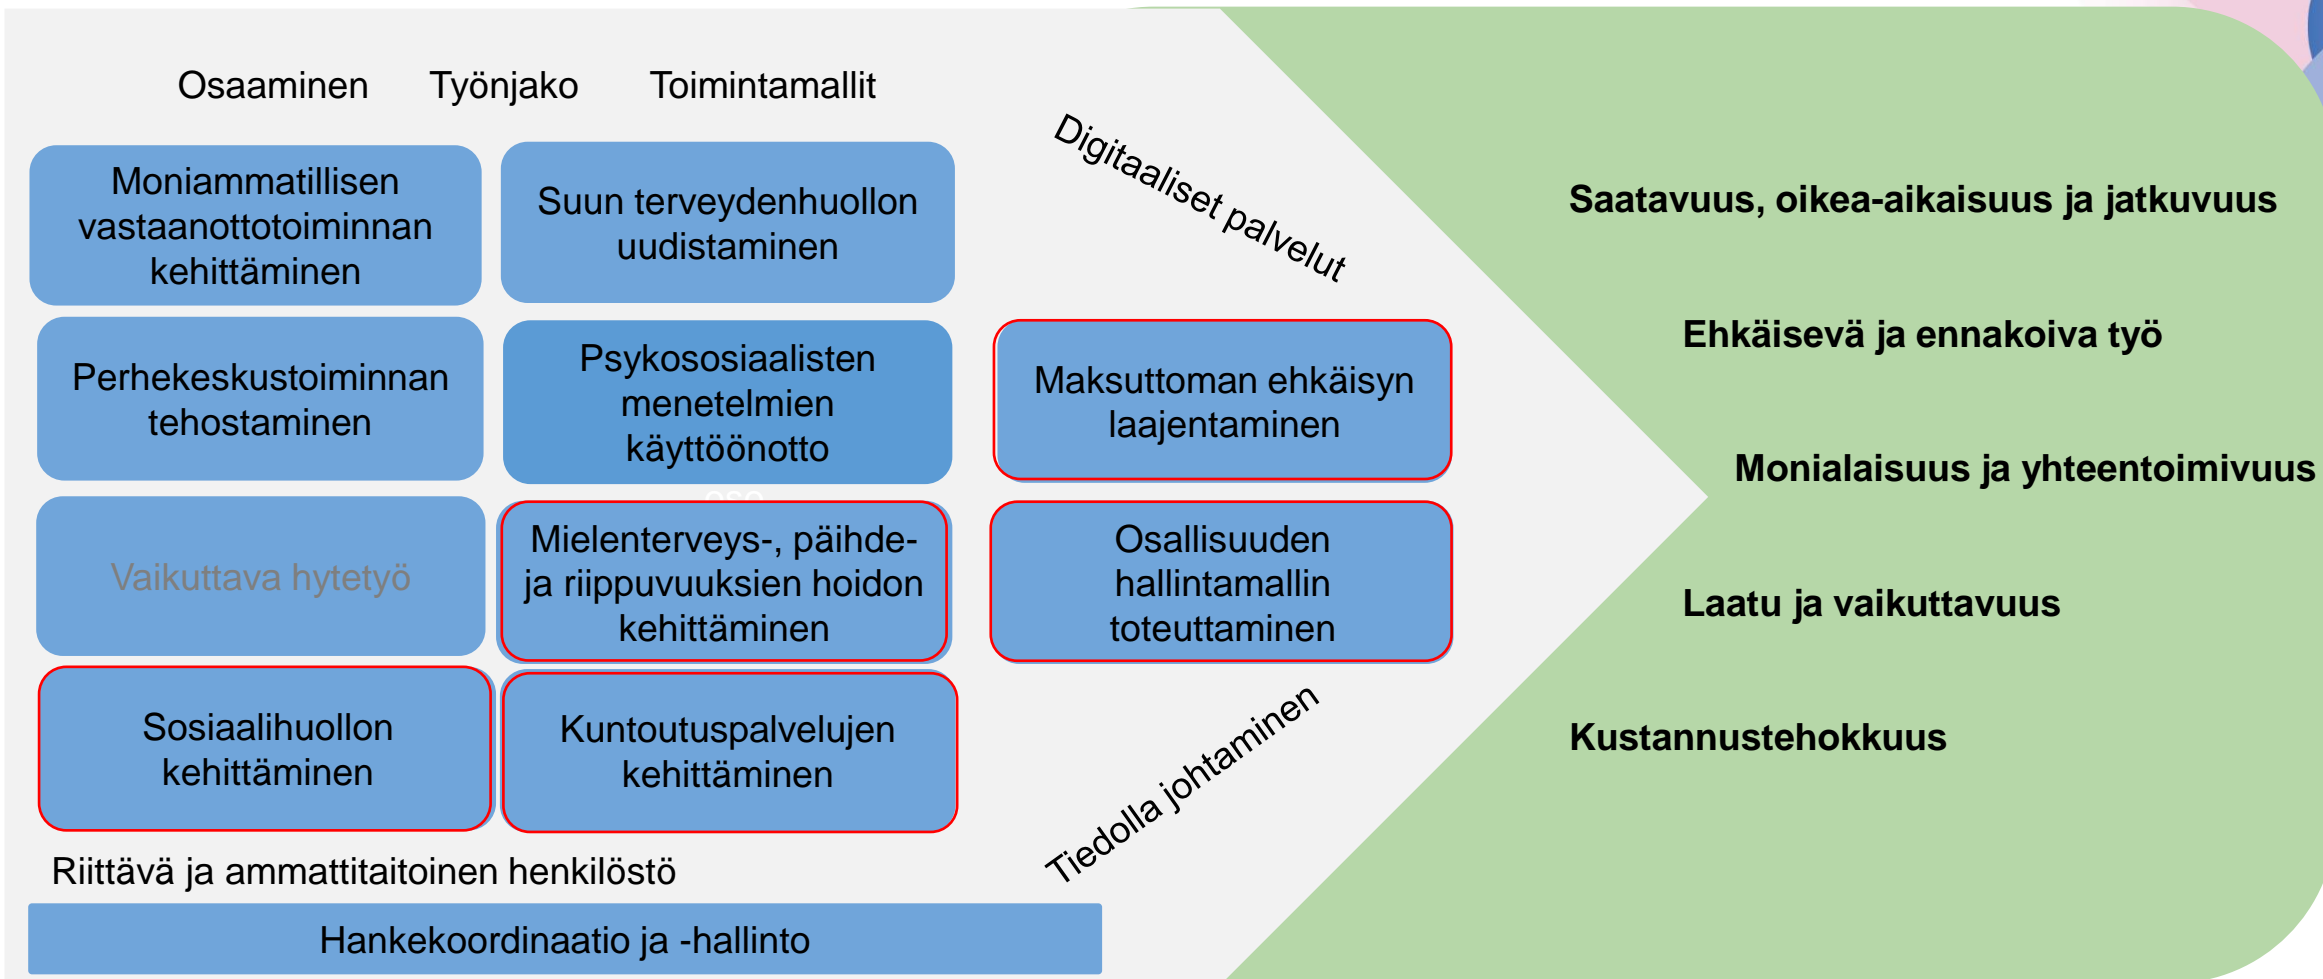 Osaaminen Työnjako Toimintamallit
Moniammatillisen
vastaanottotoiminnan
kehittäminen
Suun terveydenhuollon
uudistaminen
Digitaaliset palvelut
Perhekeskustoiminnan
tehostaminen
Psykososiaalisten
menetelmien
käyttöönotto
Maksuttoman ehkäisyn
laajentaminen
Vaikuttava hytetyö
Mielenterveys-, päihde-
ja riippuvuuksien hoidon
kehittäminen
Osallisuuden
hallintamallin
toteuttaminen
Sosiaalihuollon
kehittäminen
Kuntoutuspalvelujen
kehittäminen
Tiedolla johtaminen
Riittävä ja ammattitaitoinen henkilöstö
Hankekoordinaatio ja -hallinto
Saatavuus, oikea-aikaisuus ja jatkuvuus
Ehkäisevä ja ennakoiva työ
Monialaisuus ja yhteentoimivuus
Laatu ja vaikuttavuus
Kustannustehokkuus